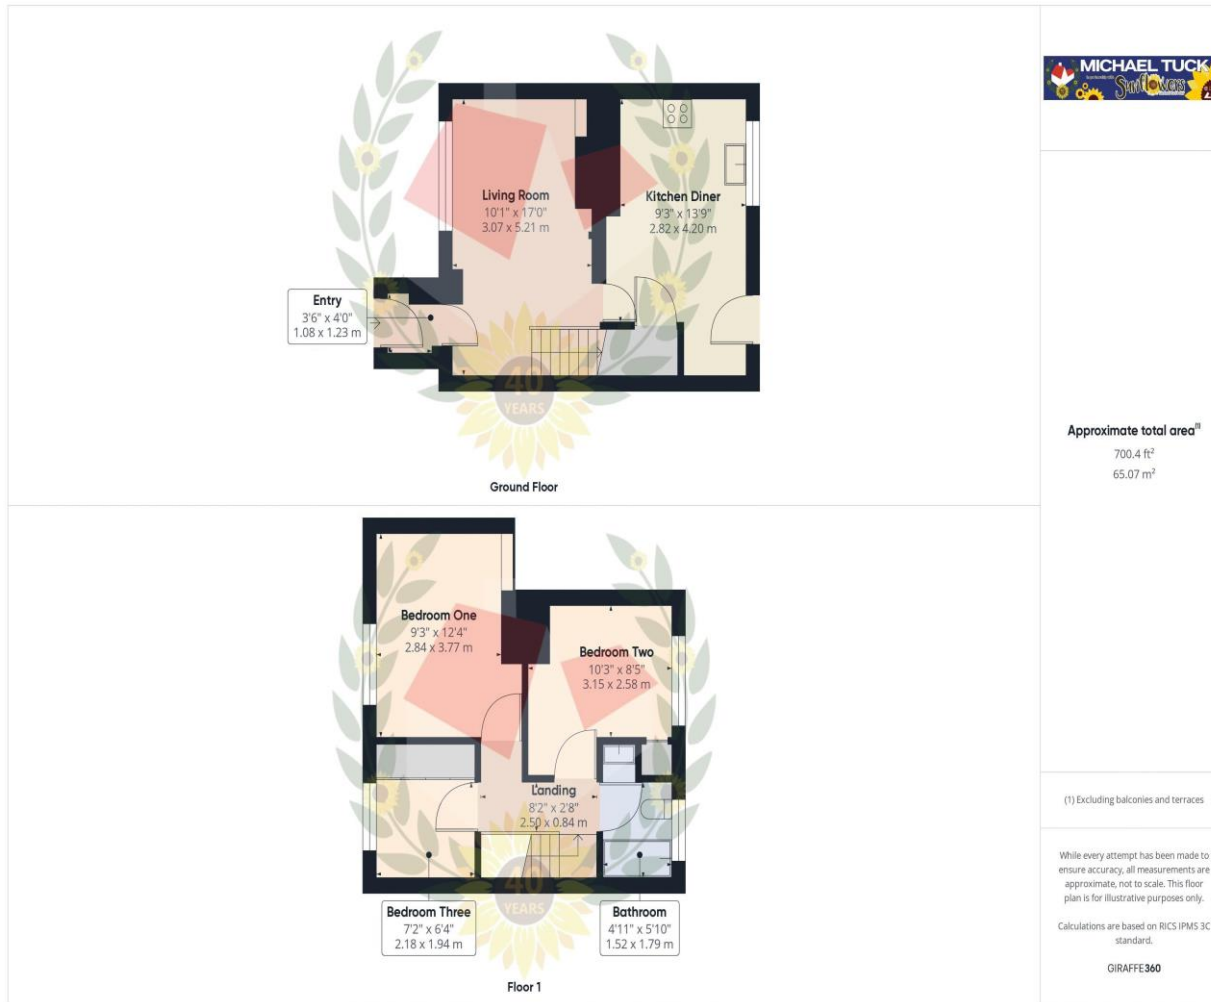 MICHAEL TUCK
Sunflowers
Living Room
10'1" x 17'0"
3.07 x 5.21 m
Kitchen Diner
9'3" x 13'9"
2.82 x 4.20 m
Entry
3'6" x 4'0"
1.08 x 1.23 m
40
YEARS
Ground Floor
Approximate total area⁽¹⁾
700.4 ft²
65.07 m²
Bedroom One
9'3" x 12'4"
2.84 x 3.77 m
Bedroom Two
10'3" x 8'5"
3.15 x 2.58 m
Landing
8'2" x 2'8"
2.50 x 0.84 m
40
YEARS
Bedroom Three
7'2" x 6'4"
2.18 x 1.94 m
Bathroom
4'11" x 5'10"
1.52 x 1.79 m
Floor 1
(1) Excluding balconies and terraces
While every attempt has been made to
ensure accuracy, all measurements are
approximate, not to scale. This floor
plan is for illustrative purposes only.
Calculations are based on RICS IPMS 3C
standard.
GIRAFFE360